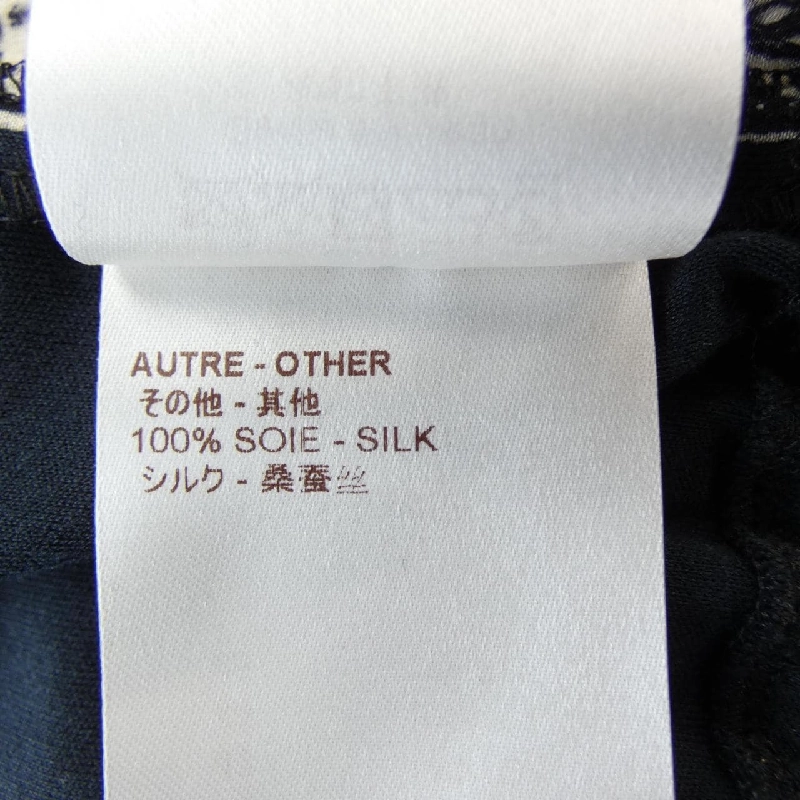 AUTRE - OTHER
その他 - 其他
100% SOIE - SILK
シルク - 桑蚕丝